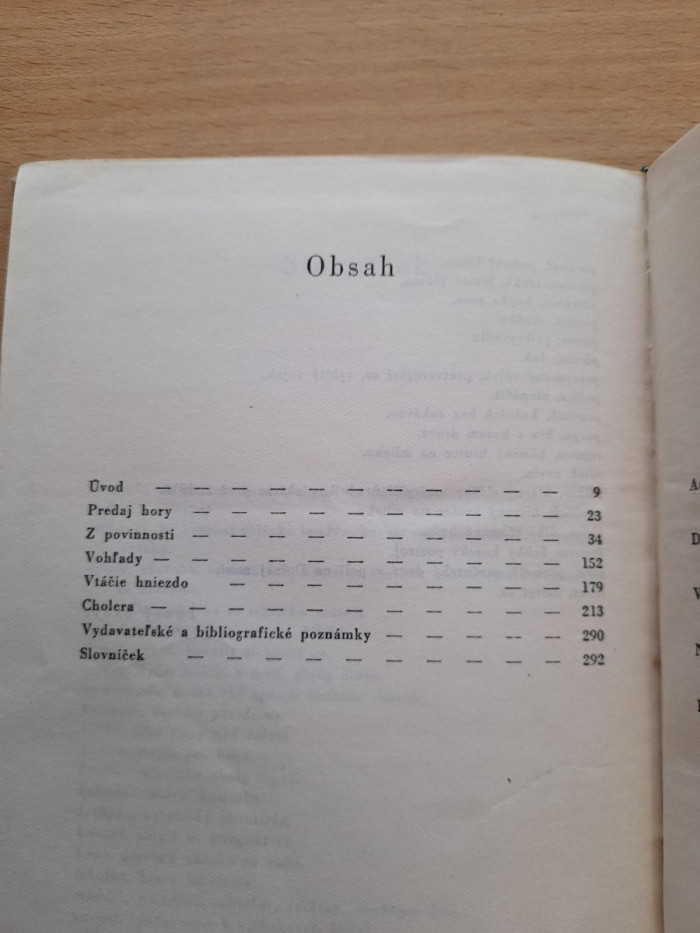 Obsah
Úvod — — — — — — — — — — 9
Predaj hory — — — — — — — — — 23
Z povinnosti — — — — — — — — — 34
Vohľady — — — — — — — — — — 152
Vtáčie hniezdo — — — — — — — — 179
Cholera — — — — — — — — — — 213
Vydavateľské a bibliografické poznámky — — — — — 290
Slovníček — — — — — — — — — 292